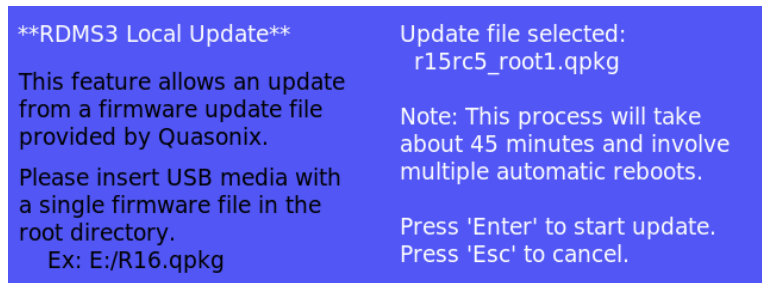 **RDMS3 Local Update**
This feature allows an update
from a firmware update file
provided by Quasonix.
Please insert USB media with
a single firmware file in the
root directory.
Ex: E:/R16.qpkg
Update file selected:
r15rc5_root1.qpkg
Note: This process will take
about 45 minutes and involve
multiple automatic reboots.
Press 'Enter' to start update.
Press 'Esc' to cancel.